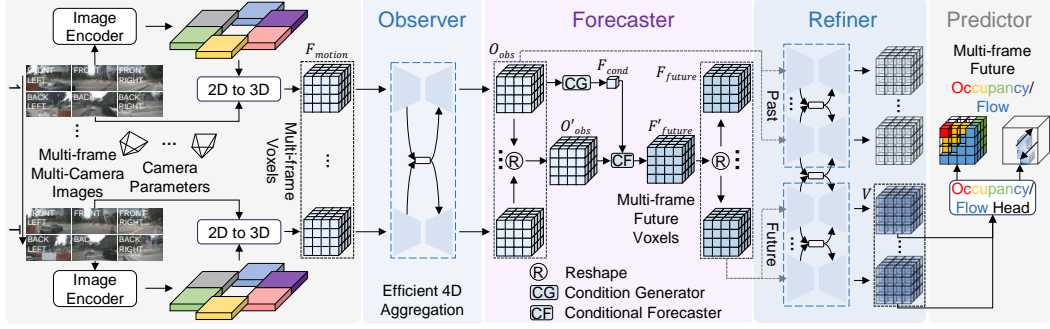 Image
Encoder
FRONT
LEFT
FRONT
FRONT
RIGHT
BACK
LEFT
BACK
BACK
RIGHT
1
...
T
2D to 3D
Multi-frame
Multi-Camera
Images
...
Camera
Parameters
FRONT
LEFT
FRONT
FRONT
RIGHT
BACK
LEFT
BACK
BACK
RIGHT
2D to 3D
Image
Encoder
F_motion
Multi-frame
Voxels
Observer
Efficient 4D
Aggregation
Forecaster
O_obs
CG
F_cond
F_future
R
O'_obs
CF
F'_future
R
Multi-frame
Future
Voxels
R Reshape
CG Condition Generator
CF Conditional Forecaster
Refiner
Past
Future
V
Predictor
Multi-frame
Future
Occupancy/
Flow
Occupancy/
Flow Head